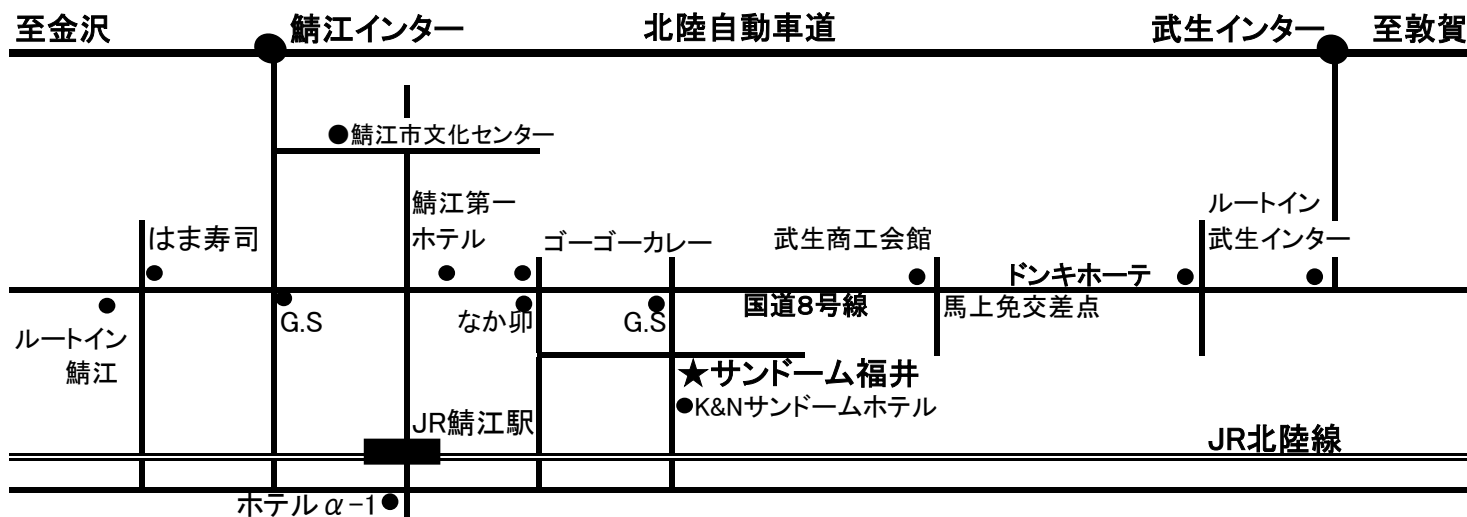 至金沢
鯖江インター
北陸自動車道
武生インター
至敦賀
●鯖江市文化センター
鯖江第一
ホテル
ルートイン
武生インター
はま寿司
ゴーゴーカレー
武生商工会館
ドンキホーテ
ルートイン
鯖江
G.S
なか卯
G.S
国道8号線
馬上免交差点
★サンドーム福井
●K&Nサンドームホテル
JR鯖江駅
JR北陸線
ホテルα-1●